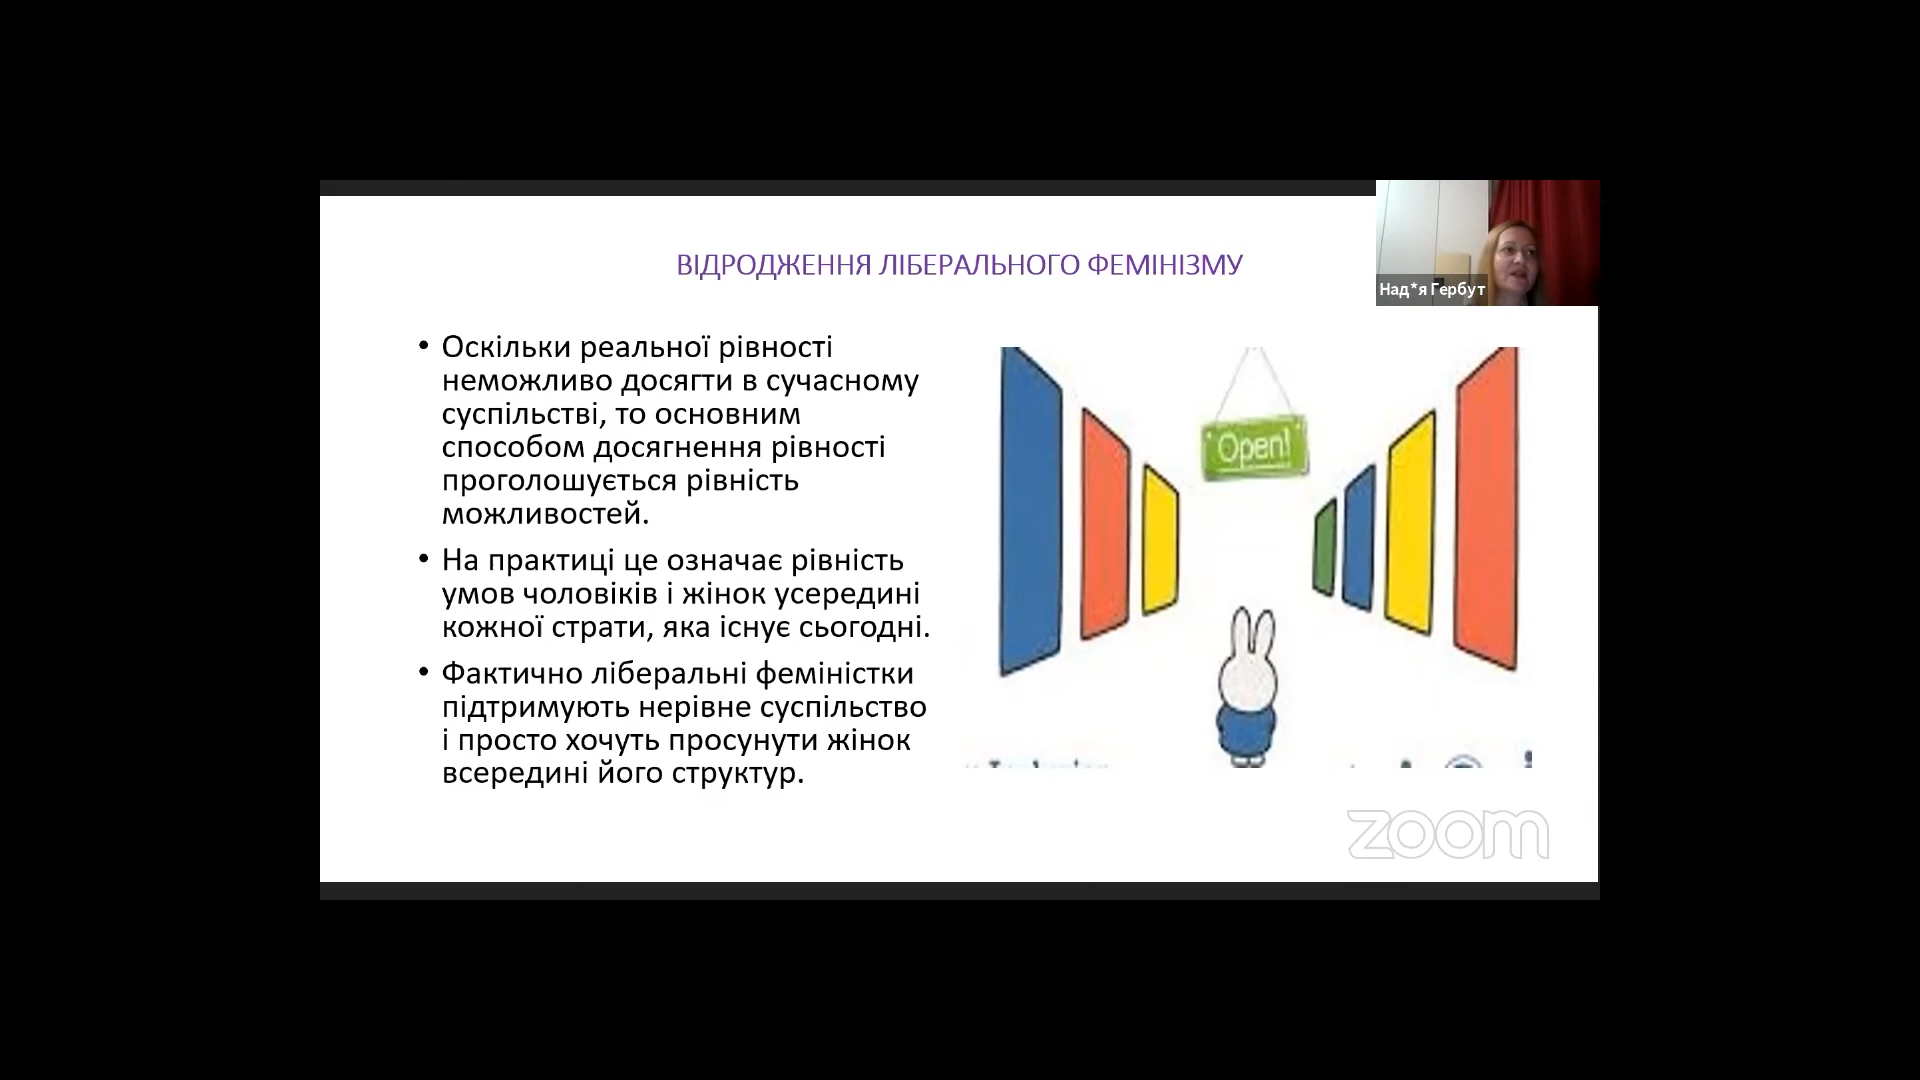 ВІДРОДЖЕННЯ ЛІБЕРАЛЬНОГО ФЕМІНІЗМУ
Над*я Гербут
• Оскільки реальної рівності
неможливо досягти в сучасному
суспільстві, то основним
способом досягнення рівності
проголошується рівність
можливостей.
• На практиці це означає рівність
умов чоловіків і жінок усередині
кожної страти, яка існує сьогодні.
• Фактично ліберальні феміністки
підтримують нерівне суспільство
і просто хочуть просунути жінок
всередині його структур.
Open!
zoom